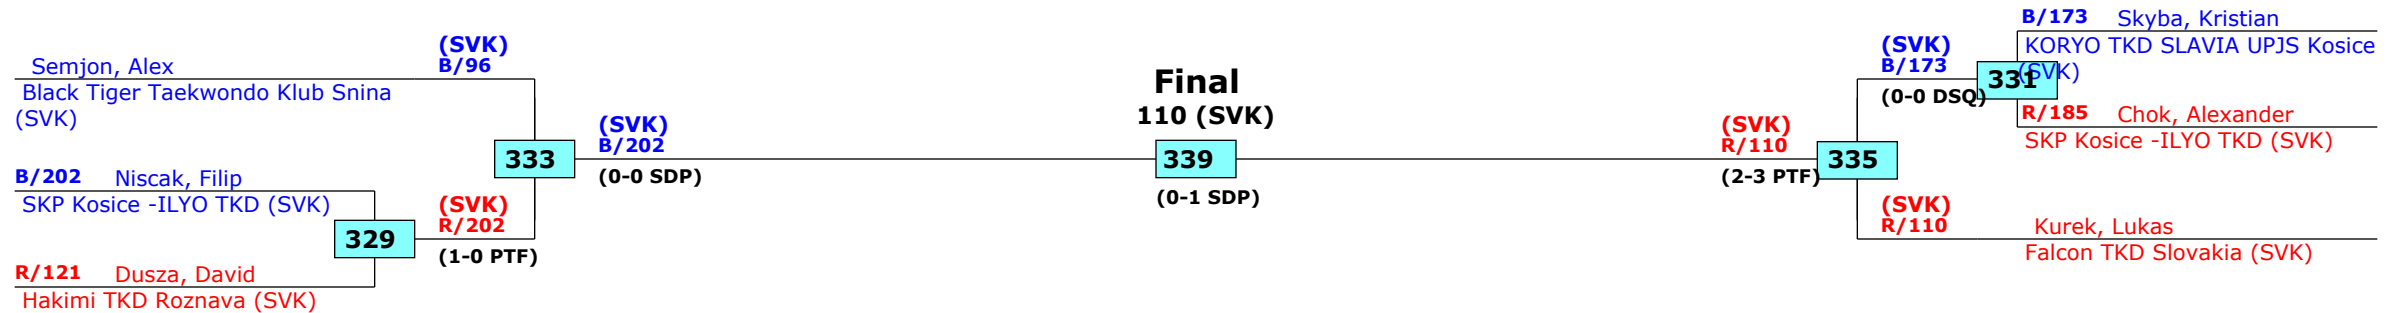 Semjon, Alex
Black Tiger Taekwondo Klub Snina
(SVK)
(SVK)
B/96
B/202 Niscak, Filip
SKP Kosice -ILYO TKD (SVK)
329
R/121 Dusza, David
Hakimi TKD Roznava (SVK)
(SVK)
R/202
(1-0 PTF)
333
(SVK)
B/202
(0-0 SDP)
Final
110 (SVK)
339
(0-1 SDP)
(SVK)
R/110
(2-3 PTF)
335
(SVK)
B/173
(0-0 DSQ)
331
B/173 Skyba, Kristian
KORYO TKD SLAVIA UPJS Kosice
(SVK)
R/185 Chok, Alexander
SKP Kosice -ILYO TKD (SVK)
(SVK)
R/110
Kurek, Lukas
Falcon TKD Slovakia (SVK)